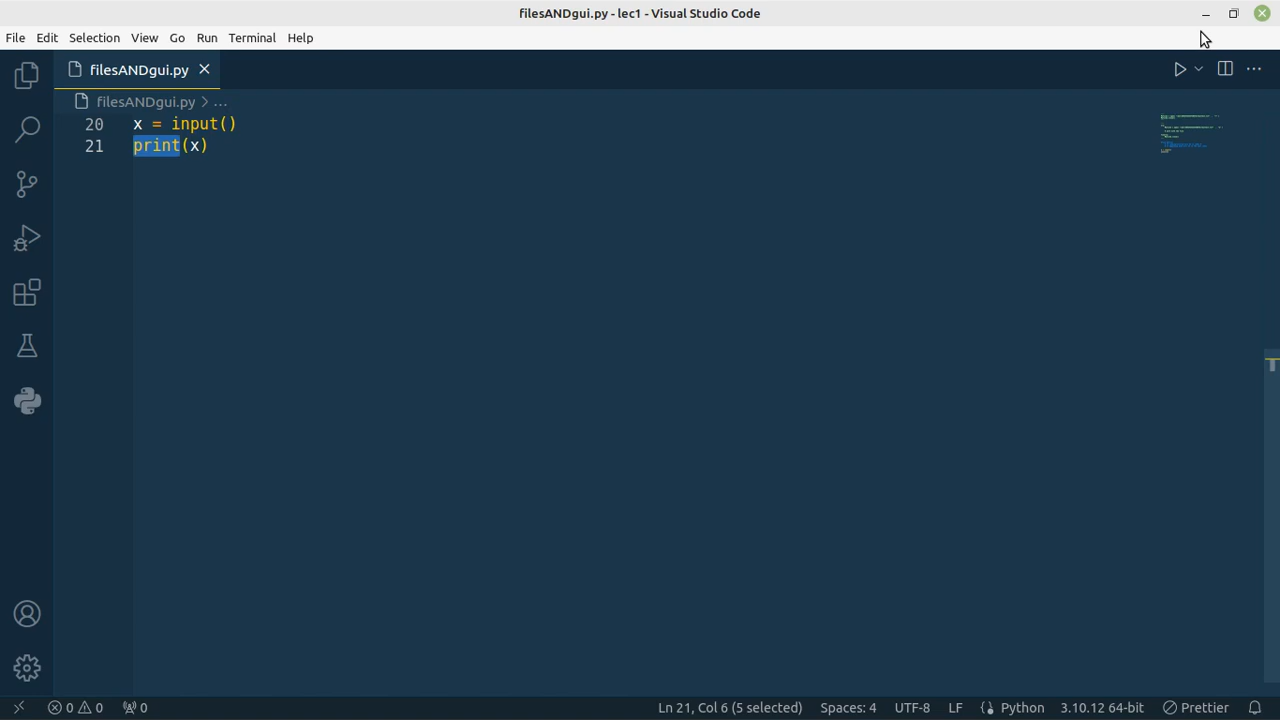 filesANDgui.py - lec1 - Visual Studio Code
File Edit Selection View Go Run Terminal Help
filesANDgui.py
filesANDgui.py > ...
20 x = input()
21 print(x)
0 0 0 Ln 21, Col 6 (5 selected) Spaces: 4 UTF-8 LF Python 3.10.12 64-bit Prettier